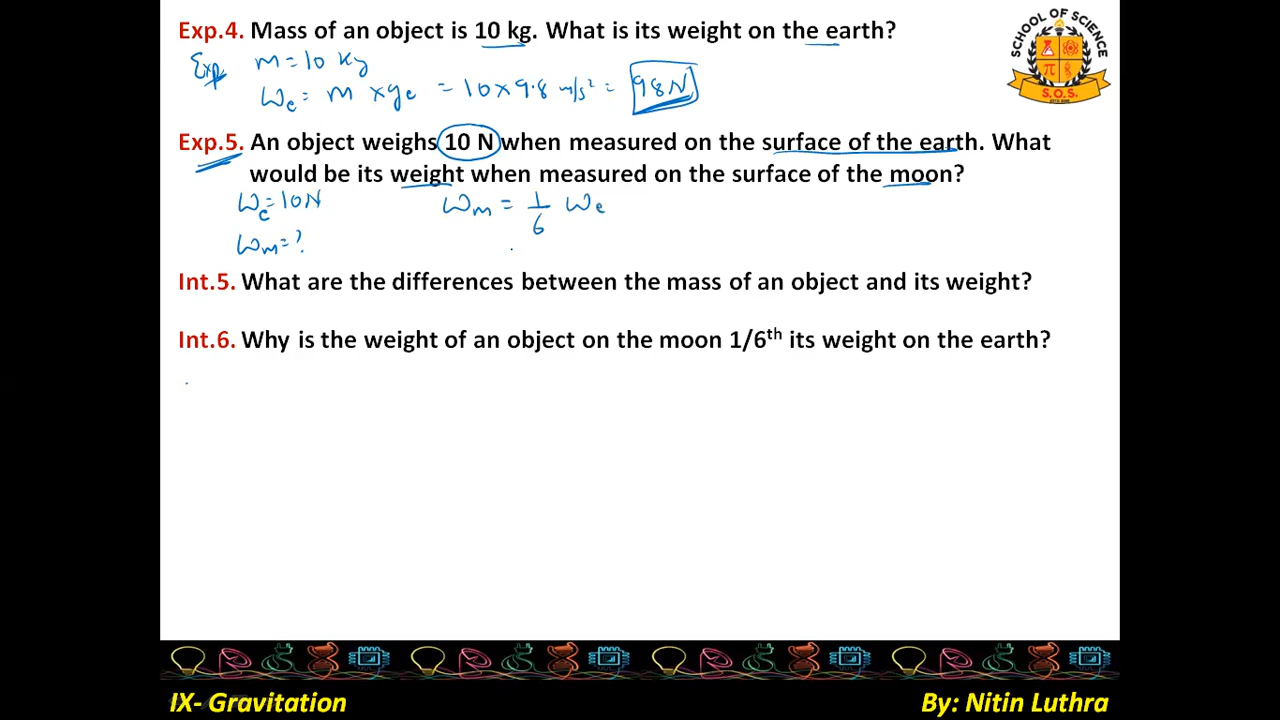 Exp.4. Mass of an object is 10 kg. What is its weight on the earth?
Exp m = 10 kg
We = m x ge = 10 x 9.8 m/s² = 98 N
SCHOOL OF SCIENCE
S.O.S.
Exp.5. An object weighs 10 N when measured on the surface of the earth. What
would be its weight when measured on the surface of the moon?
We = 10N Wm = 1/6 We
Wm = ?
Int.5. What are the differences between the mass of an object and its weight?
Int.6. Why is the weight of an object on the moon 1/6th its weight on the earth?
IX- Gravitation
By: Nitin Luthra